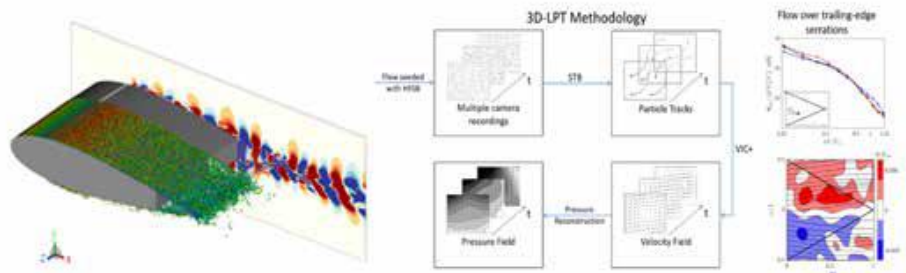 3D-LPT Methodology
Flow over trailing-edge
serrations
Flow seeded
with HFSB
STB
t
t
Multiple camera
recordings
Particle Tracks
VIC+
t
t
Pressure
Reconstruction
Pressure Field
Velocity Field